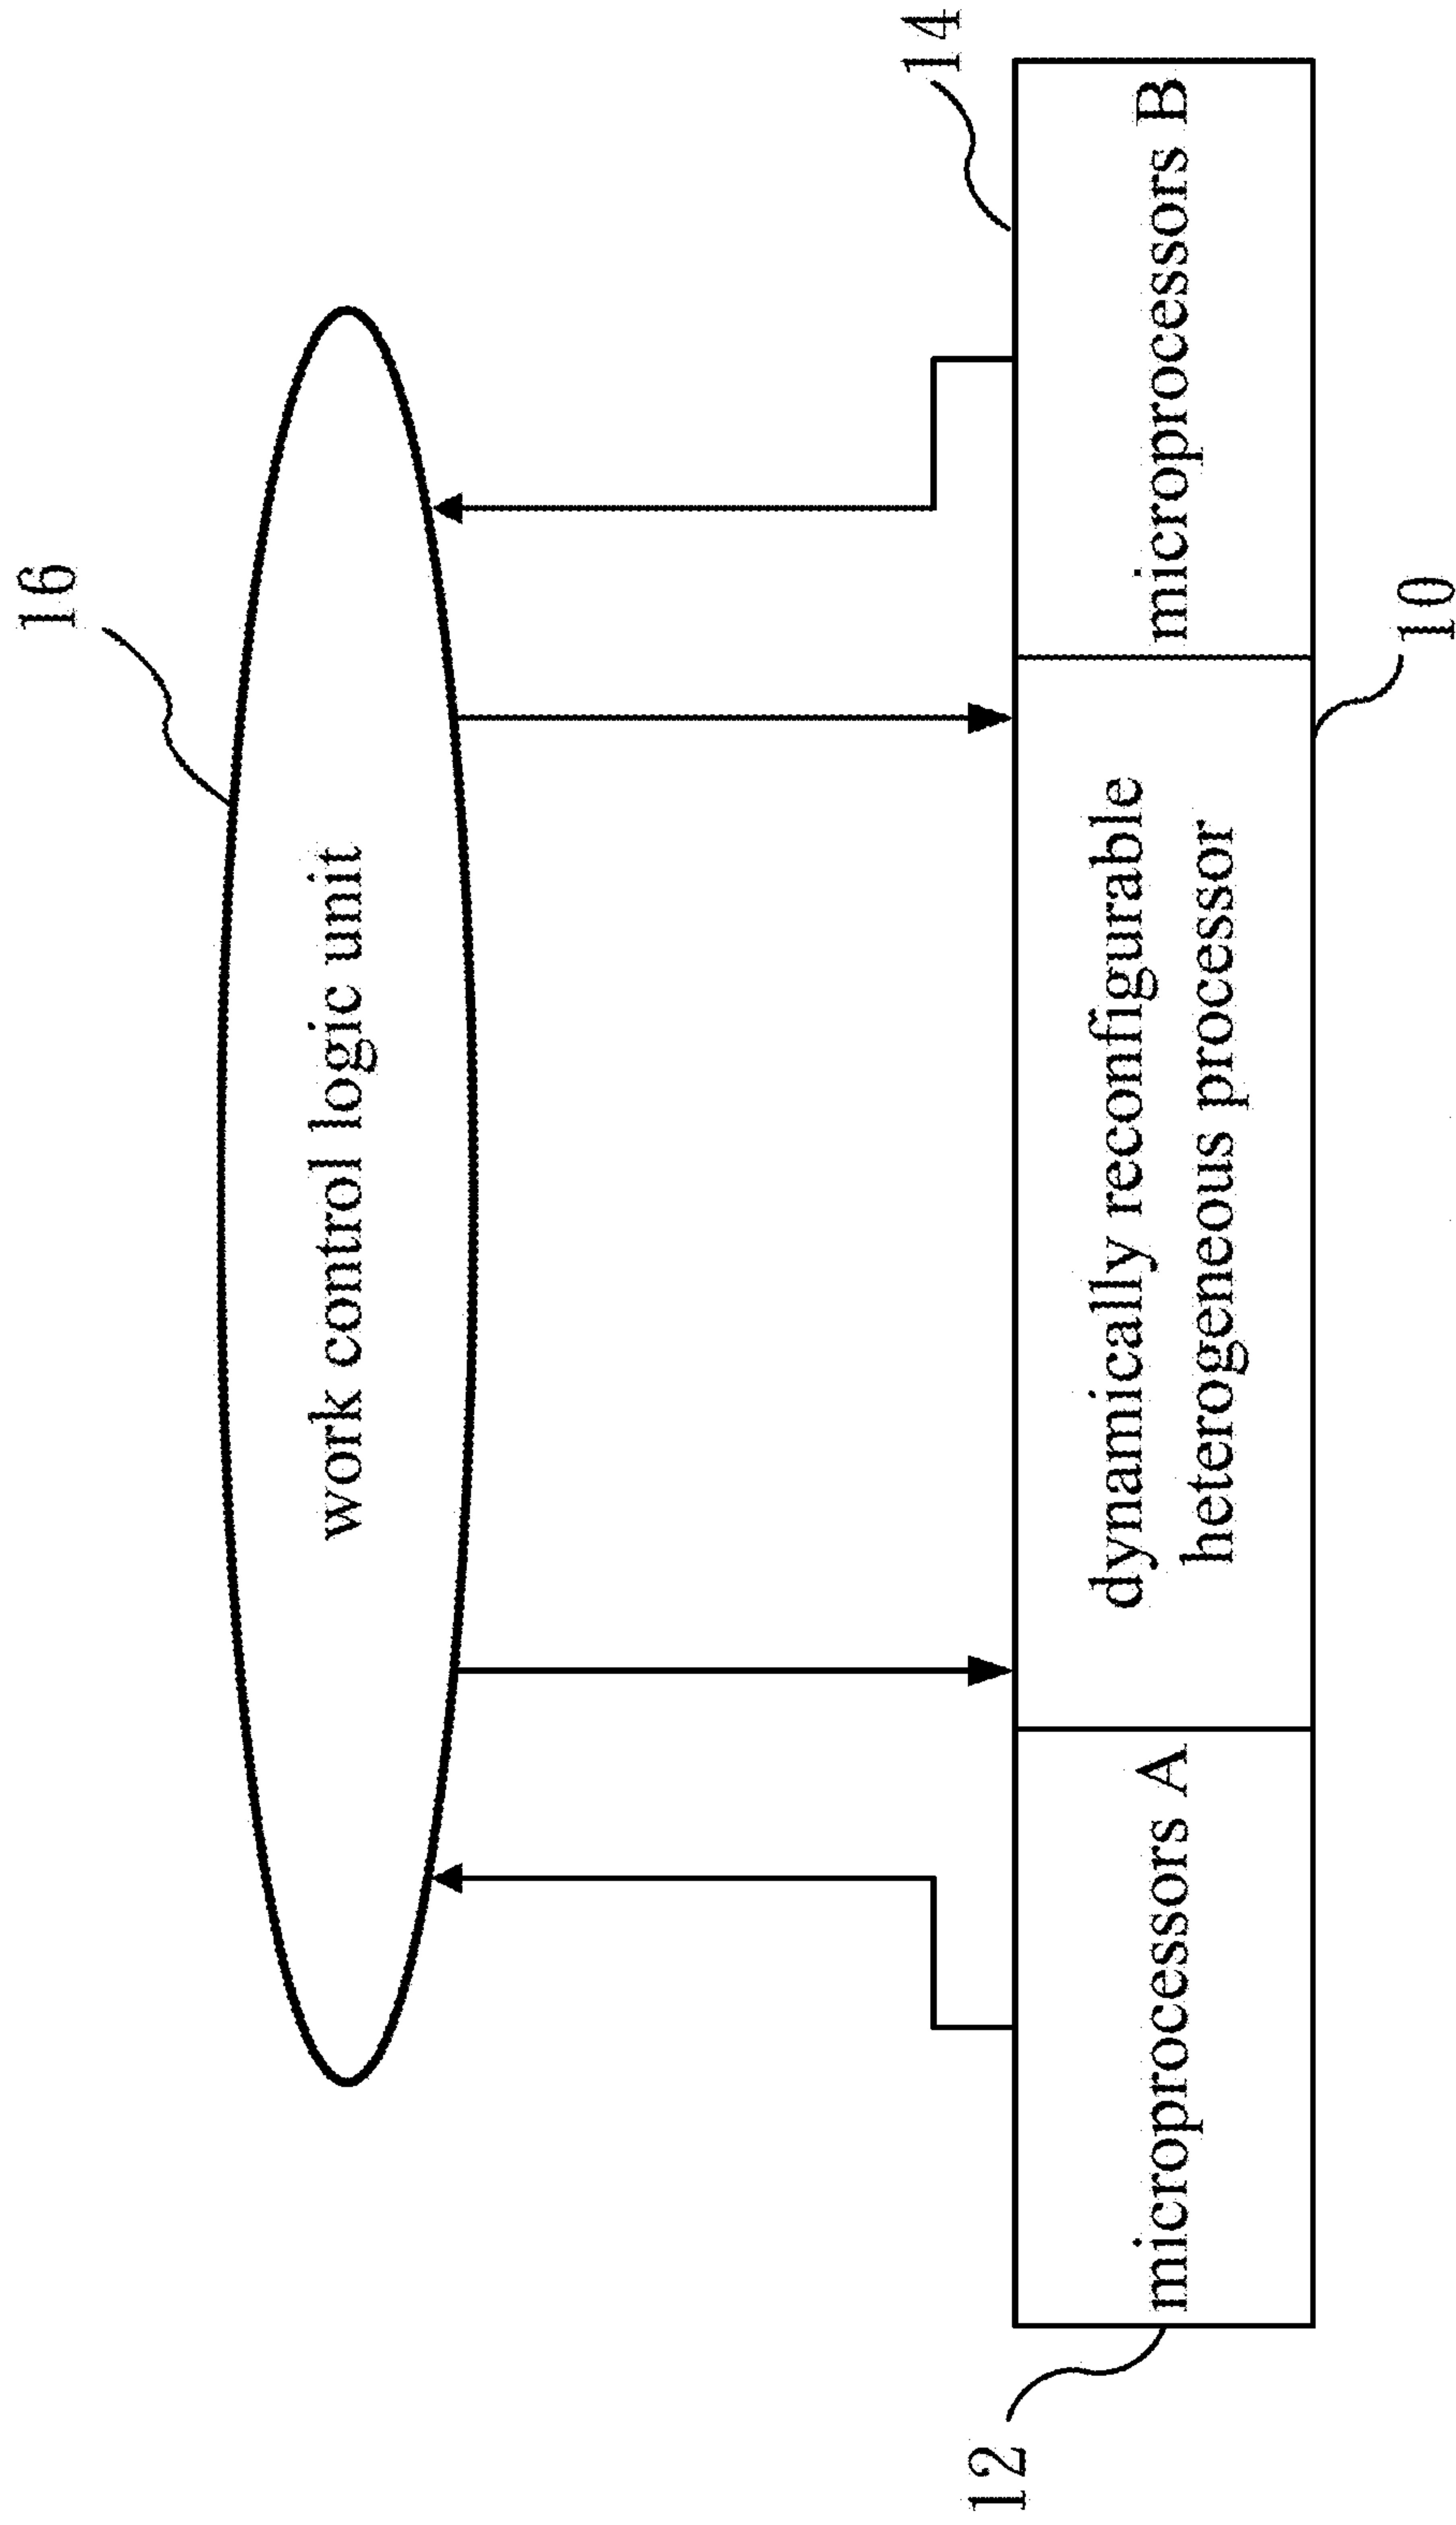 16
work control logic unit
14
microprocessors A
dynamically reconfigurable
heterogeneous processor
microprocessors B
12
10